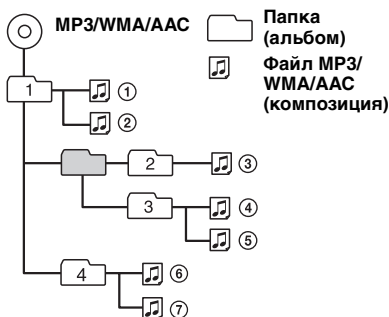 MP3/WMA/AAC
Папка
(альбом)
Файл MP3/
WMA/AAC
(композиция)
1
①
②
2
③
3
④
⑤
4
⑥
⑦